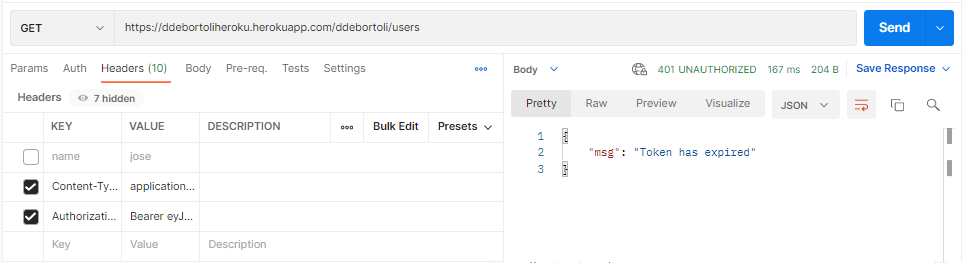 GET https://ddebortoliheroku.herokuapp.com/ddebortoli/users Send
Params Auth Headers (10) Body Pre-req. Tests Settings
Body 401 UNAUTHORIZED 167 ms 204 B Save Response
Headers 7 hidden
Pretty Raw Preview Visualize JSON
KEY VALUE DESCRIPTION Bulk Edit Presets
name jose
Content-Ty... application...
Authorizati... Bearer eyJ...
Key Value Description
1 {
2 "msg": "Token has expired"
3 }